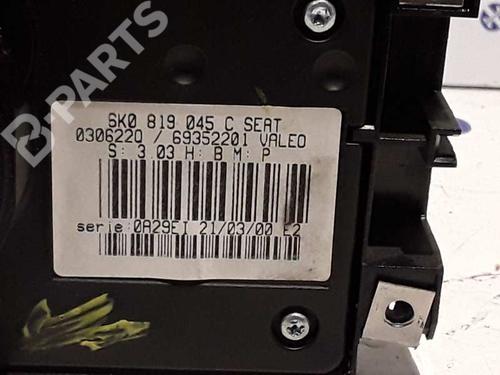 B-PARTS
6K0 819 045 C SEAT
0306220 / 69352201 VALEO
S: 3.03 H: B M: P
serie:0A29EI 21/03/00 E2